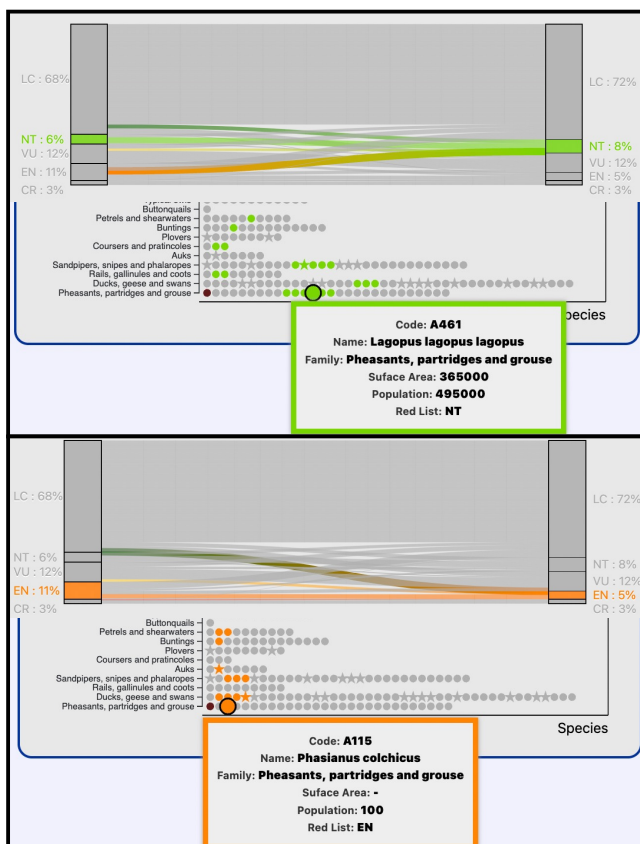 LC : 68%
LC : 72%
NT : 6%
NT : 8%
VU : 12%
VU : 12%
EN : 11%
EN : 5%
CR : 3%
CR : 3%
Buttonquails
Petrels and shearwaters
Buntings
Plovers
Coursers and pratincoles
Auks
Sandpipers, snipes and phalaropes
Rails, gallinules and coots
Ducks, geese and swans
Pheasants, partridges and grouse
pecies
Code: A461
Name: Lagopus lagopus lagopus
Family: Pheasants, partridges and grouse
Suface Area: 365000
Population: 495000
Red List: NT
LC : 68%
LC : 72%
NT : 6%
NT : 8%
VU : 12%
VU : 12%
EN : 11%
EN : 5%
CR : 3%
CR : 3%
Buttonquails
Petrels and shearwaters
Buntings
Plovers
Coursers and pratincoles
Auks
Sandpipers, snipes and phalaropes
Rails, gallinules and coots
Ducks, geese and swans
Pheasants, partridges and grouse
Species
Code: A115
Name: Phasianus colchicus
Family: Pheasants, partridges and grouse
Suface Area: -
Population: 100
Red List: EN